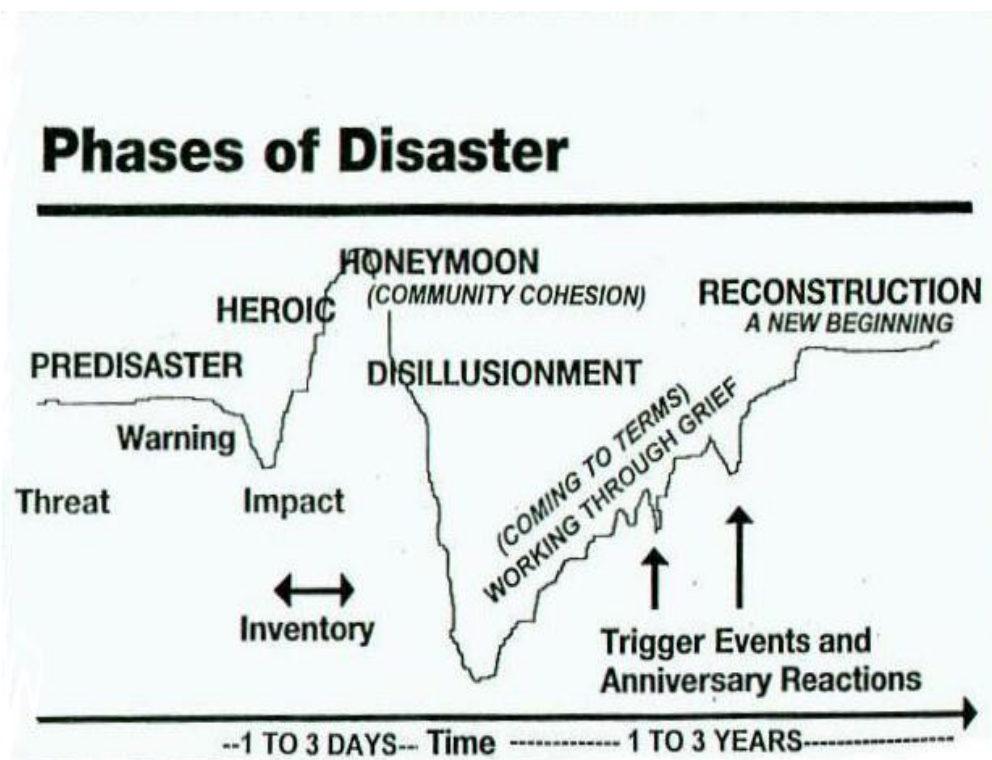 Phases of Disaster
HONEYMOON
(COMMUNITY COHESION)
HEROIC
RECONSTRUCTION
A NEW BEGINNING
PREDISASTER
DISILLUSIONMENT
Warning
(COMING TO TERMS)
WORKING THROUGH GRIEF
Threat
Impact
Inventory
Trigger Events and
Anniversary Reactions
--1 TO 3 DAYS--- Time ------------- 1 TO 3 YEARS------------------